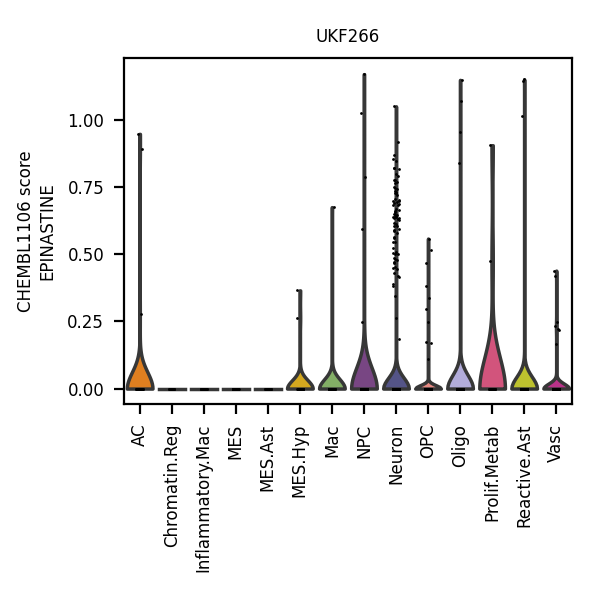 UKF266
CHEMBL1106 score
EPINASTINE
1.00
0.75
0.50
0.25
0.00
AC
Chromatin.Reg
Inflammatory.Mac
MES
MES.Ast
MES.Hyp
Mac
NPC
Neuron
OPC
Oligo
Prolif.Metab
Reactive.Ast
Vasc